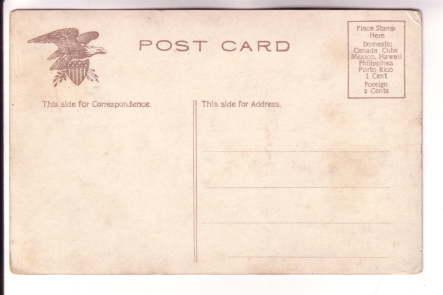 POST CARD
Place Stamp
Here
Domestic
Canada Cuba
Mexico, Hawaii
Philippines
Porto Rico
1 Cent
Foreign
2 Cents
This side for Correspondence.
This side for Address.